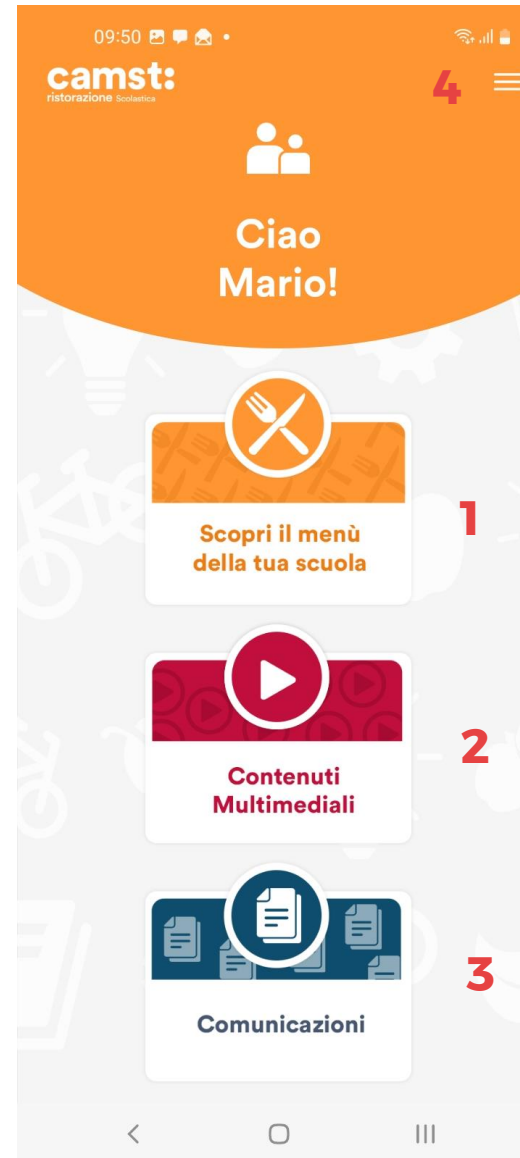 09:50
camst:
ristorazione Scolastica
4
Ciao
Mario!
Scopri il menù
della tua scuola
1
Contenuti
Multimediali
2
Comunicazioni
3